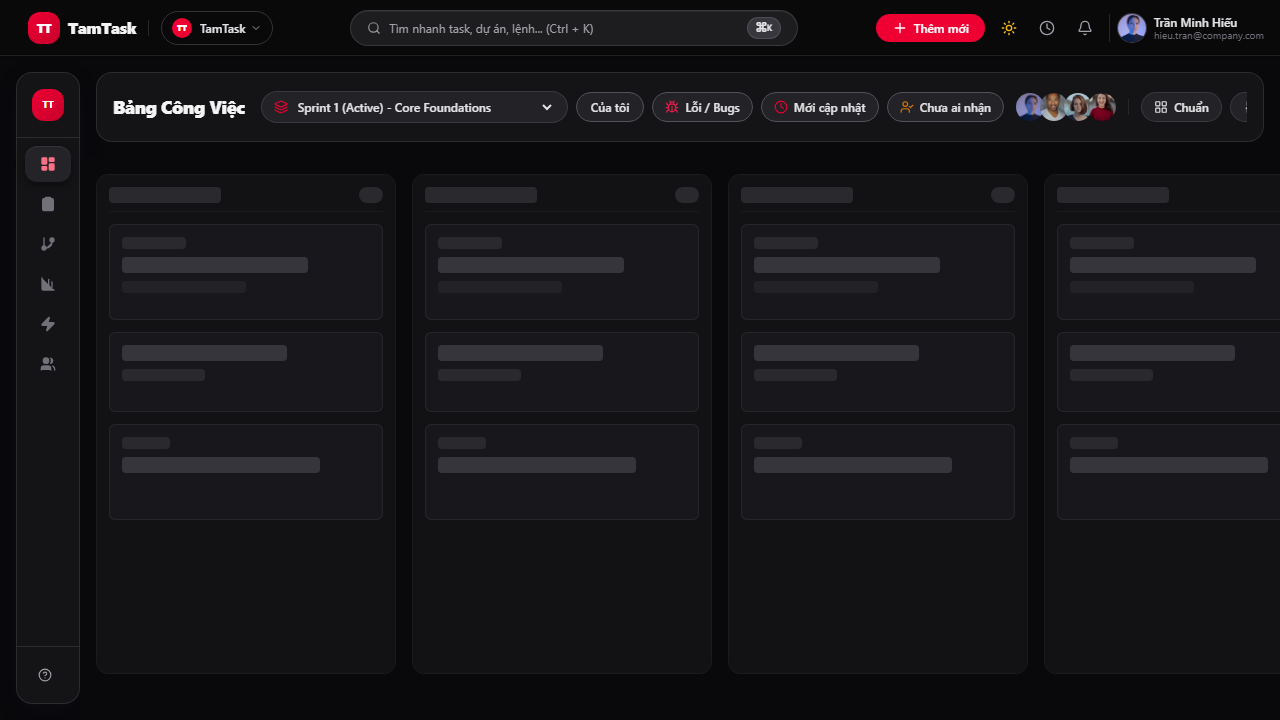 TT TamTask
TT TamTask
Tìm nhanh task, dự án, lệnh... (Ctrl + K)
⌘K
Thêm mới
Trần Minh Hiếu
hieu.tran@company.com
TT
Bảng Công Việc
Sprint 1 (Active) - Core Foundations
Của tôi
Lỗi / Bugs
Mới cập nhật
Chưa ai nhận
Chuẩn